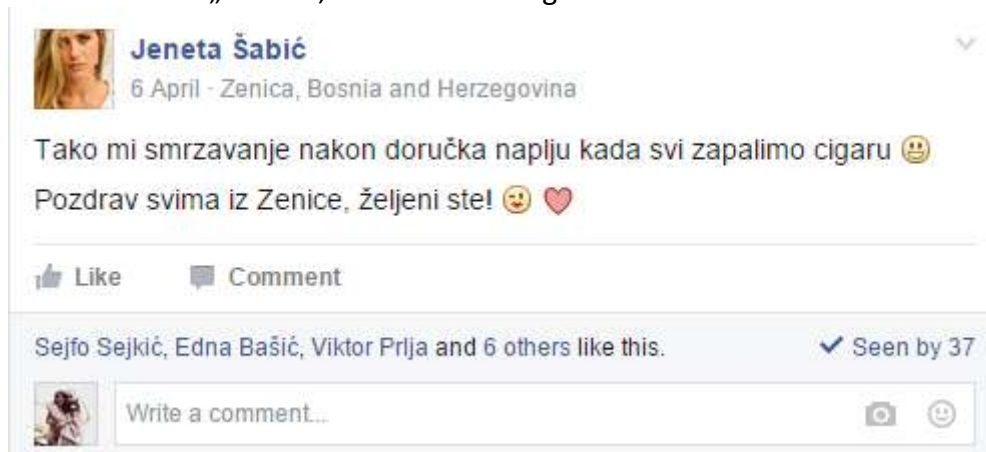 Jeneta Šabić
6 April · Zenica, Bosnia and Herzegovina
Tako mi smrzavanje nakon doručka naplju kada svi zapalimo cigaru
Pozdrav svima iz Zenice, željeni ste!
Like Comment
Sejfo Sejkić, Edna Bašić, Viktor Prlja and 6 others like this. Seen by 37
Write a comment...